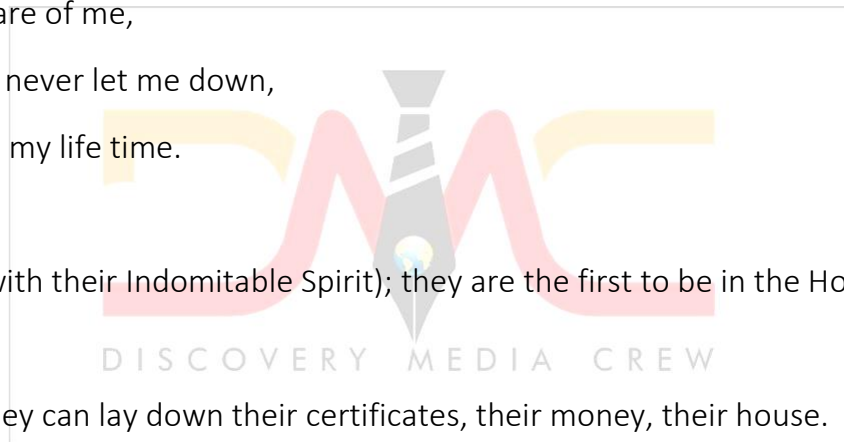 are of me,
never let me down,
my life time.
with their Indomitable Spirit); they are the first to be in the Ho
DISCOVERY MEDIA CREW
ey can lay down their certificates, their money, their house.